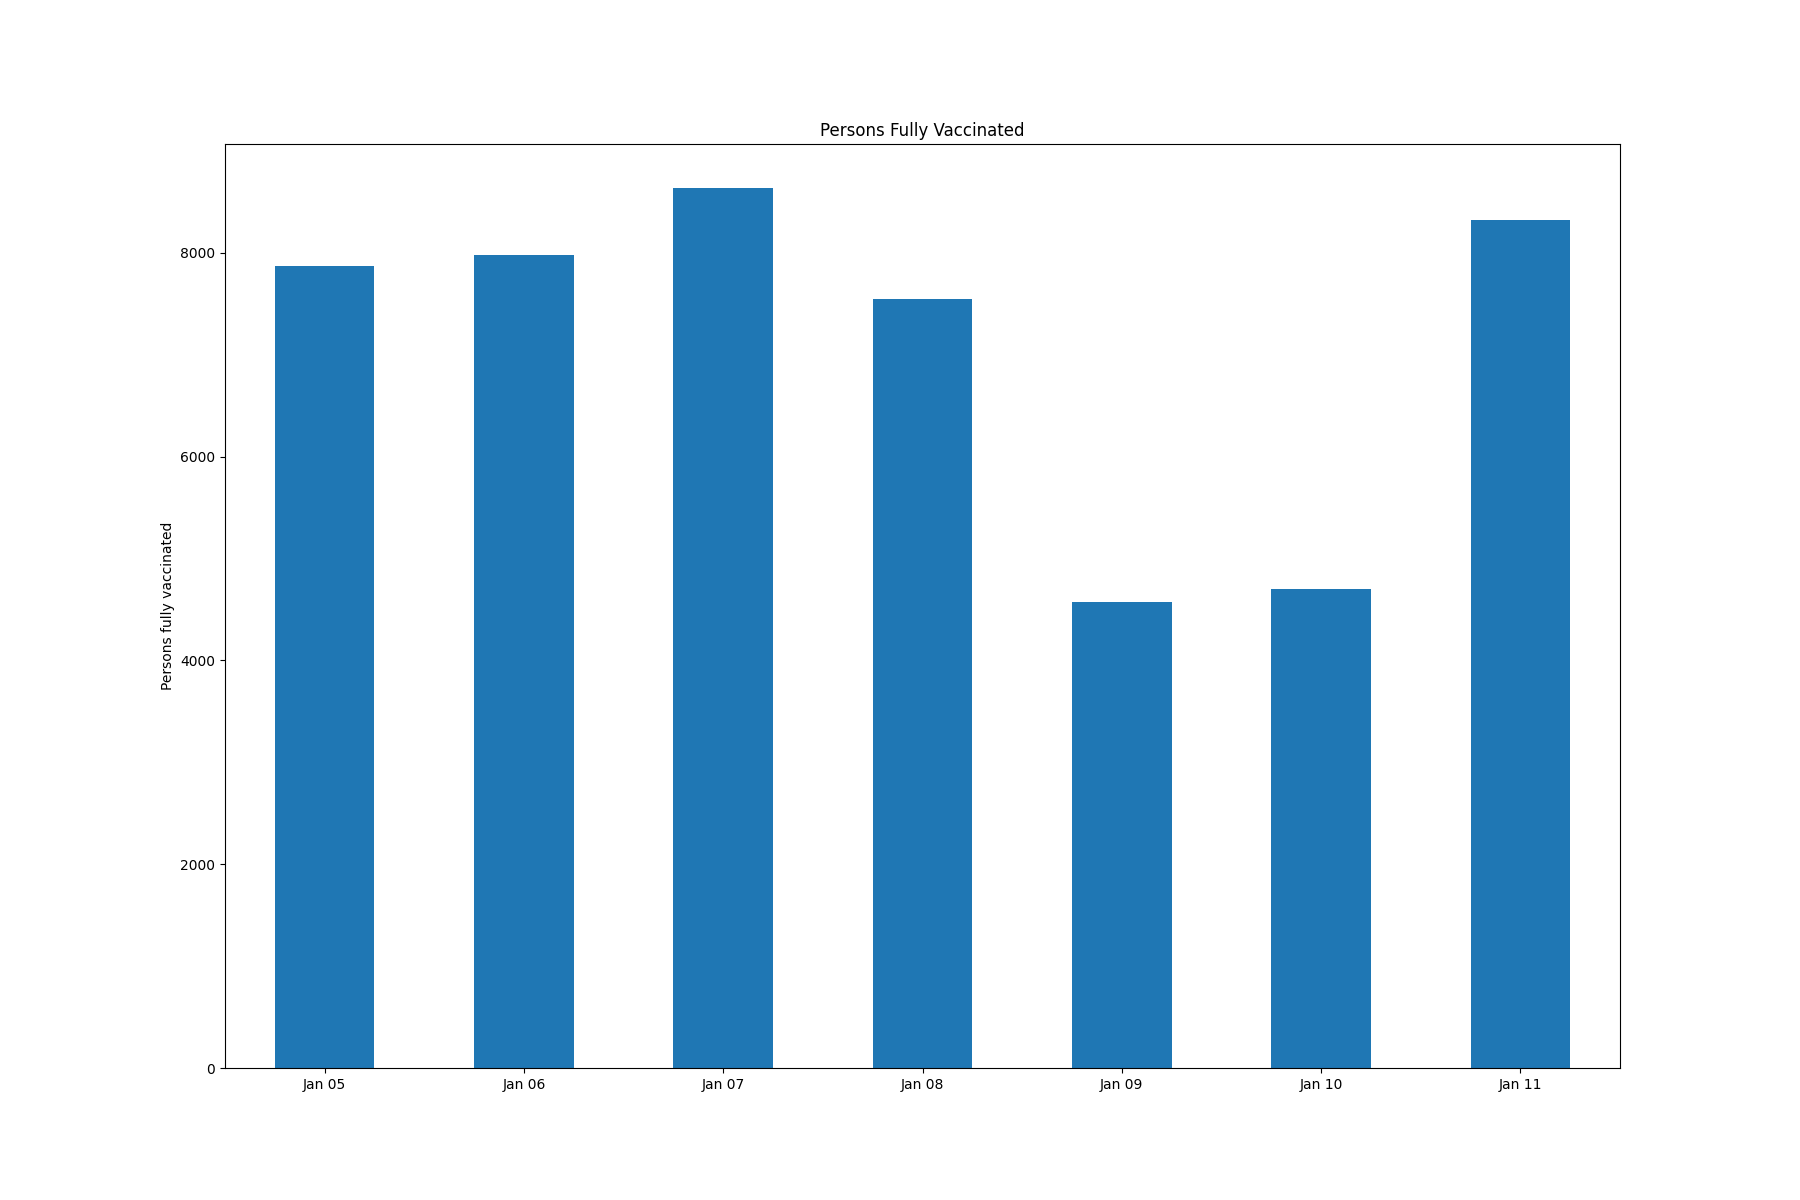 Persons Fully Vaccinated
Persons fully vaccinated
8000
6000
4000
2000
0
Jan 05 Jan 06 Jan 07 Jan 08 Jan 09 Jan 10 Jan 11